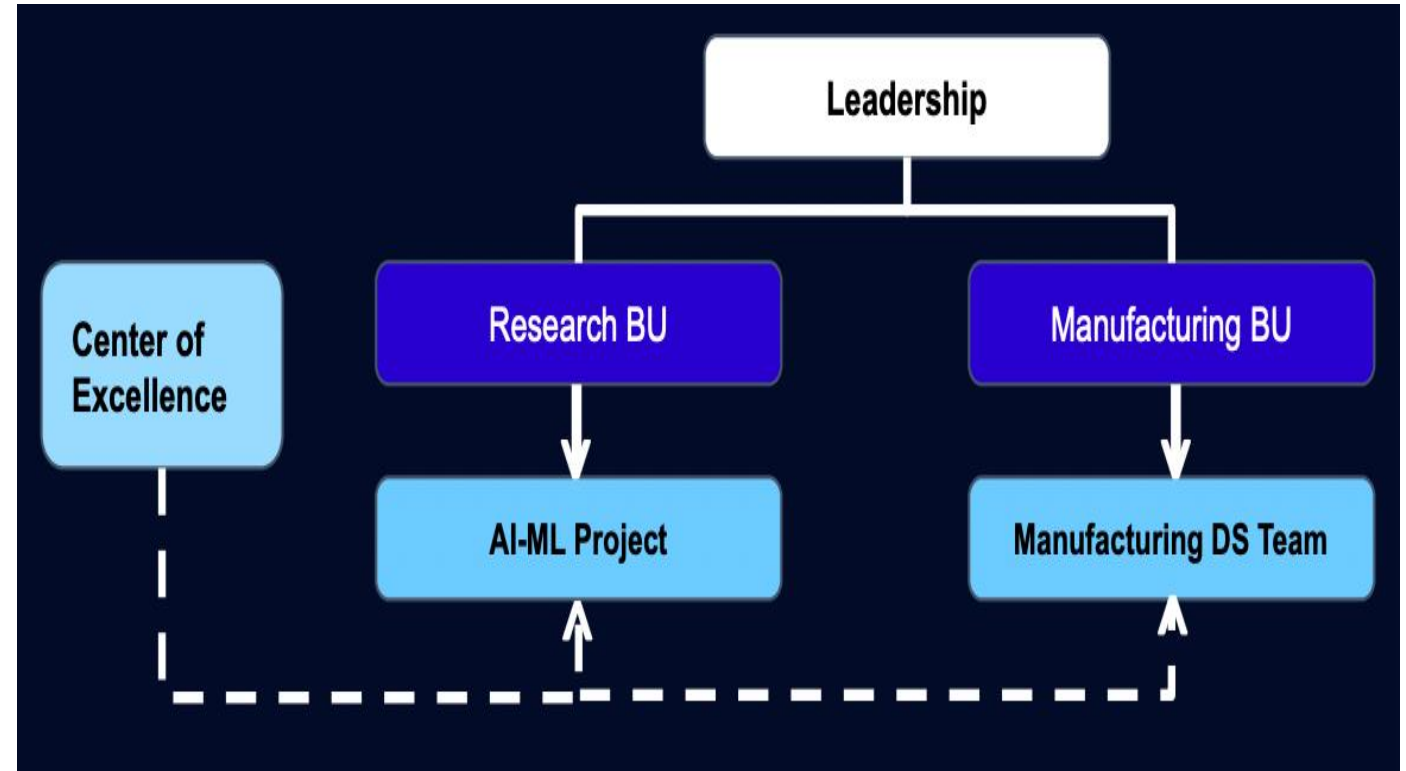 Leadership
Center of
Excellence
Research BU
Manufacturing BU
AI-ML Project
Manufacturing DS Team